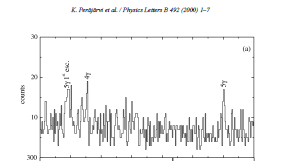 K. Peräjärvi et al. / Physics Letters B 492 (2000) 1–7
(a)
30
20
10
300
counts
5γ 1st esc.
4γ
5γ